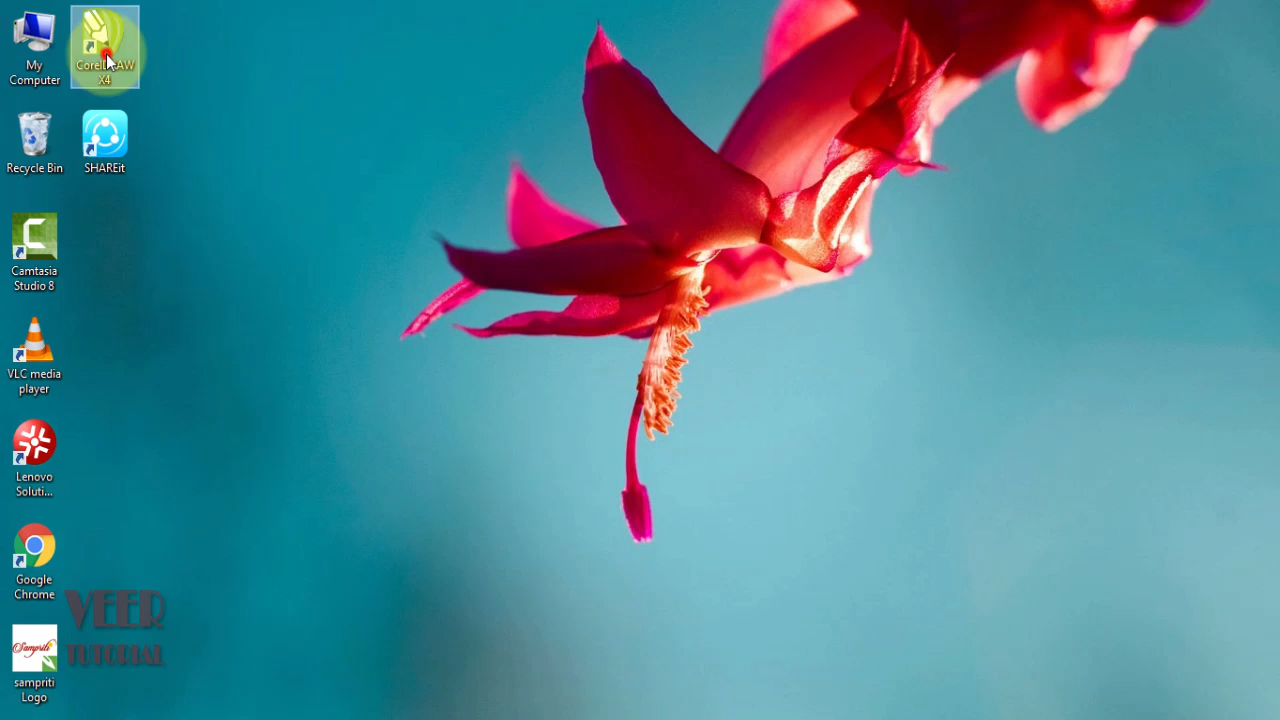 My
Computer
CorelDRAW
X4
Recycle Bin
SHAREit
Camtasia
Studio 8
VLC media
player
Lenovo
Soluti...
Google
Chrome
VEER
TUTORIAL
Sampriti
sampriti
Logo